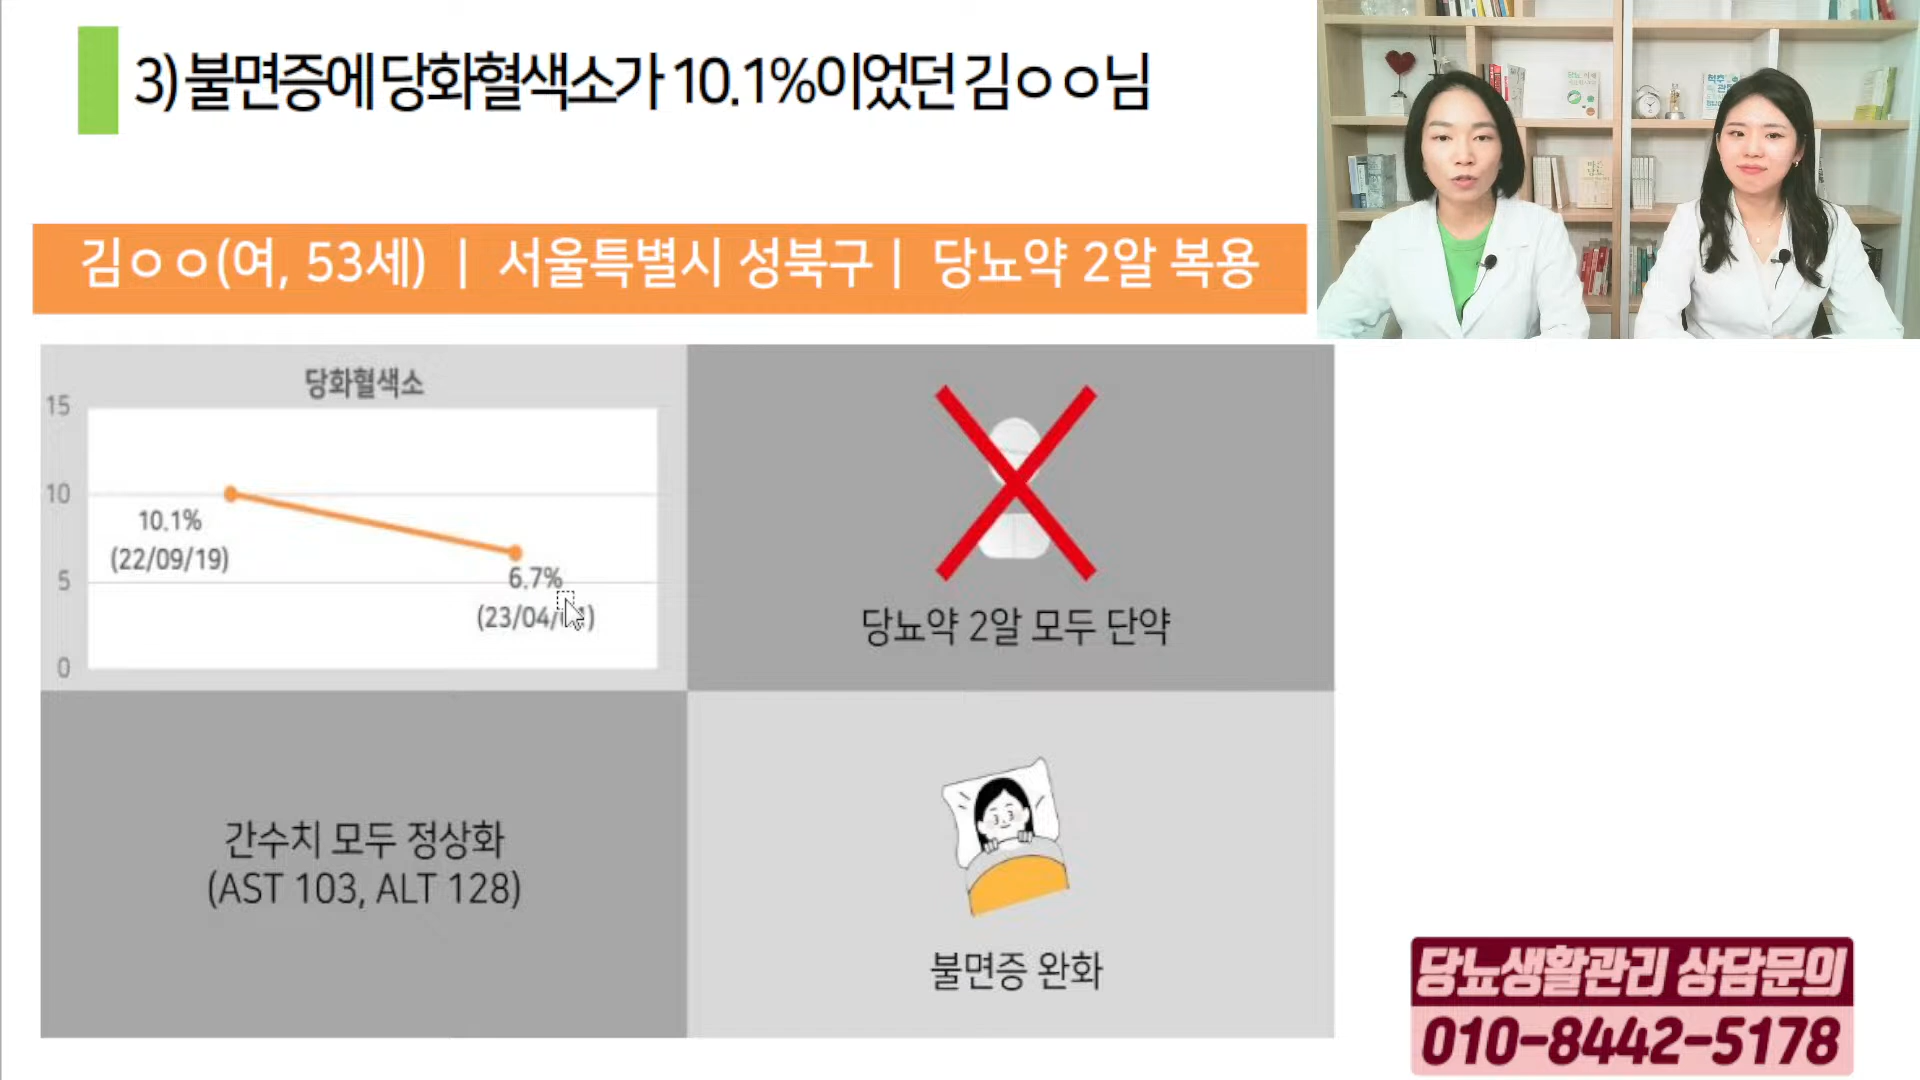 3) 불면증에 당화혈색소가 10.1%이었던 김ㅇㅇ님
김ㅇㅇ(여, 53세) | 서울특별시 성북구 | 당뇨약 2알 복용
당화혈색소
15
10
5
0
10.1%
(22/09/19)
6.7%
당뇨약 2알 모두 단약
간수치 모두 정상화
(AST 103, ALT 128)
불면증 완화
당뇨생활관리 상담문의
010-8442-5178